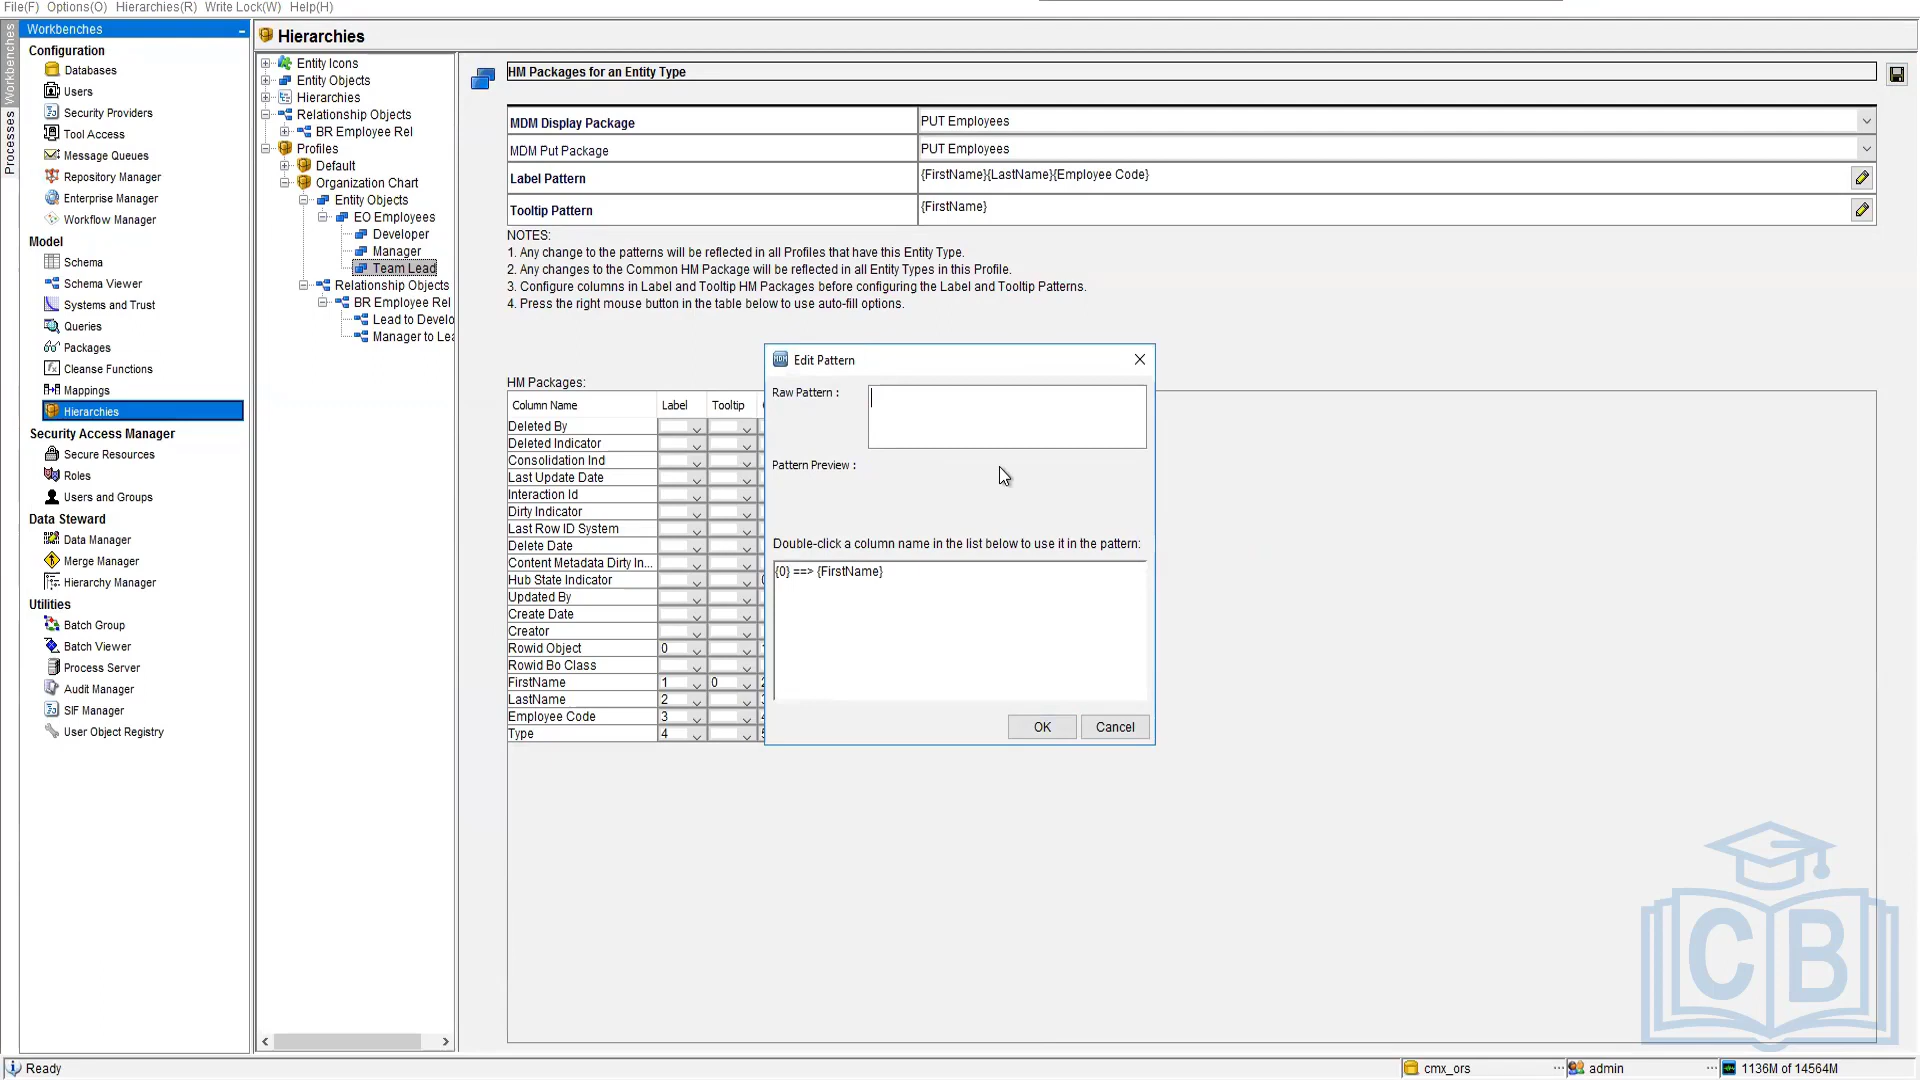 File(F) Options(O) Hierarchies(R) Write Lock(W) Help(H)
Workbenches
Processes
Workbenches
Configuration
Databases
Users
Security Providers
Tool Access
Message Queues
Repository Manager
Enterprise Manager
Workflow Manager
Model
Schema
Schema Viewer
Systems and Trust
Queries
Packages
Cleanse Functions
Mappings
Hierarchies
Security Access Manager
Secure Resources
Roles
Users and Groups
Data Steward
Data Manager
Merge Manager
Hierarchy Manager
Utilities
Batch Group
Batch Viewer
Process Server
Audit Manager
SIF Manager
User Object Registry
Hierarchies
Entity Icons
Entity Objects
Hierarchies
Relationship Objects
BR Employee Rel
Profiles
Default
Organization Chart
Entity Objects
EO Employees
Developer
Manager
Team Lead
Relationship Objects
BR Employee Rel
Lead to Develo
Manager to Lea
HM Packages for an Entity Type
MDM Display Package PUT Employees
MDM Put Package PUT Employees
Label Pattern {FirstName}{LastName}{Employee Code}
Tooltip Pattern {FirstName}
NOTES:
1. Any change to the patterns will be reflected in all Profiles that have this Entity Type.
2. Any changes to the Common HM Package will be reflected in all Entity Types in this Profile.
3. Configure columns in Label and Tooltip HM Packages before configuring the Label and Tooltip Patterns.
4. Press the right mouse button in the table below to use auto-fill options.
HM Packages:
Column Name Label Tooltip
Deleted By
Deleted Indicator
Consolidation Ind
Last Update Date
Interaction Id
Dirty Indicator
Last Row ID System
Delete Date
Content Metadata Dirty In...
Hub State Indicator
Updated By
Create Date
Creator
Rowid Object 0
Rowid Bo Class
FirstName 1 0
LastName 2
Employee Code 3
Type 4
Edit Pattern
Raw Pattern :
Pattern Preview :
Double-click a column name in the list below to use it in the pattern:
{0} ==> {FirstName}
OK Cancel
CB
Ready
cmx_ors ... admin ... 1136M of 14564M